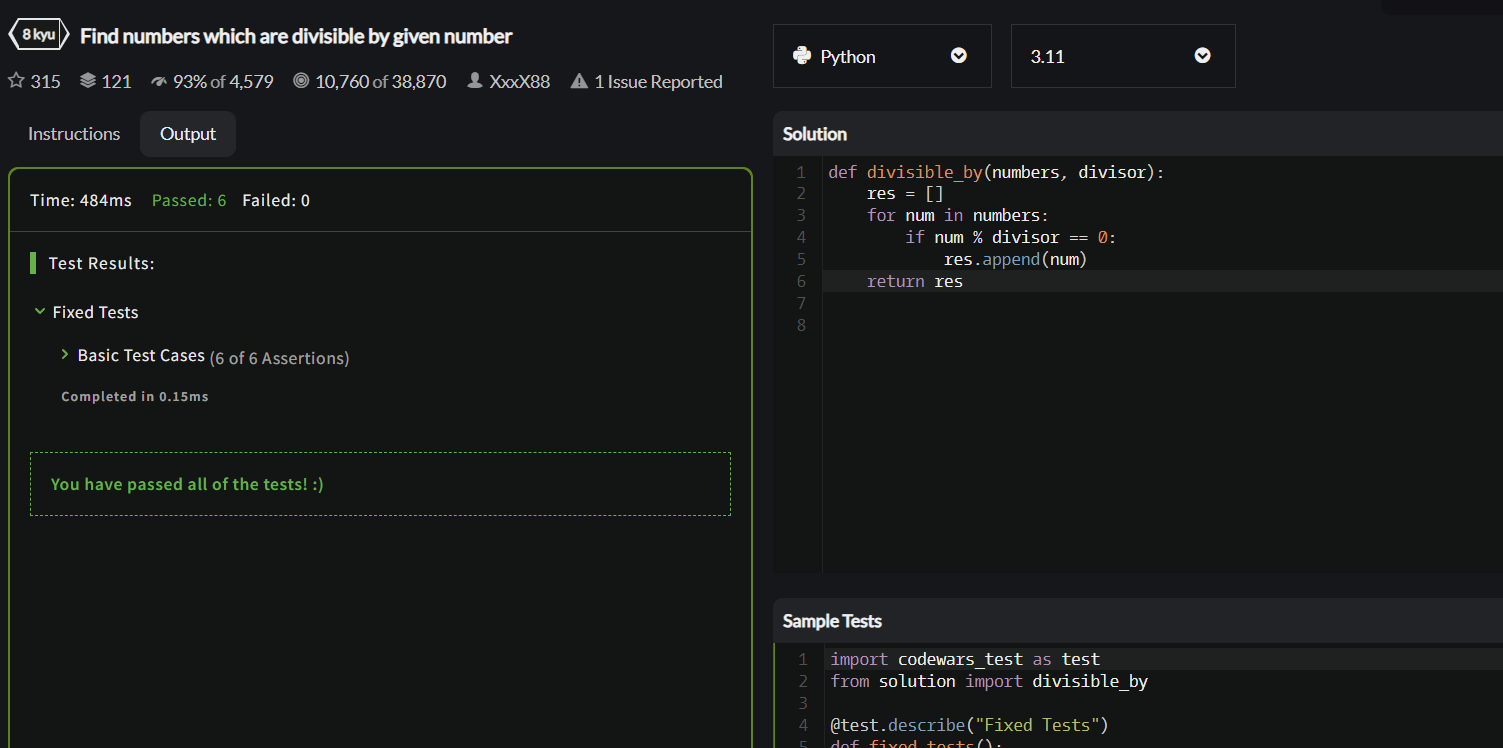 8 kyu Find numbers which are divisible by given number
315 121 93% of 4,579 10,760 of 38,870 XxxX88 1 Issue Reported
Instructions Output
Time: 484ms Passed: 6 Failed: 0
Test Results:
Fixed Tests
Basic Test Cases (6 of 6 Assertions)
Completed in 0.15ms
You have passed all of the tests! :)
Python 3.11
Solution
1 def divisible_by(numbers, divisor):
2     res = []
3     for num in numbers:
4         if num % divisor == 0:
5             res.append(num)
6     return res
7
8
Sample Tests
1 import codewars_test as test
2 from solution import divisible_by
3
4 @test.describe("Fixed Tests")
5 def fixed_tests():